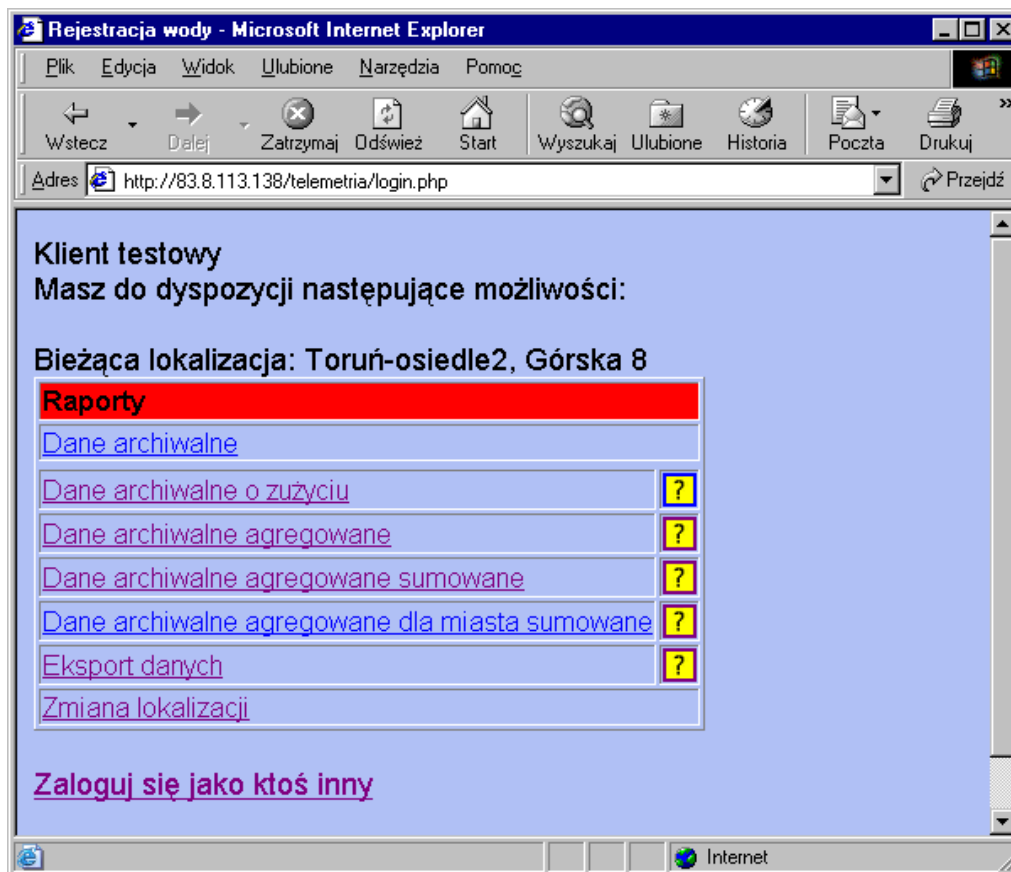 Rejestracja wody - Microsoft Internet Explorer
Plik Edycja Widok Ulubione Narzędzia Pomoc
Wstecz Dalej Zatrzymaj Odśwież Start Wyszukaj Ulubione Historia Poczta Drukuj »
Adres http://83.8.113.138/telemetria/login.php Przejdź
Klient testowy
Masz do dyspozycji następujące możliwości:
Bieżąca lokalizacja: Toruń-osiedle2, Górska 8
Raporty
Dane archiwalne
Dane archiwalne o zużyciu ?
Dane archiwalne agregowane ?
Dane archiwalne agregowane sumowane ?
Dane archiwalne agregowane dla miasta sumowane ?
Eksport danych ?
Zmiana lokalizacji
Zaloguj się jako ktoś inny
Internet